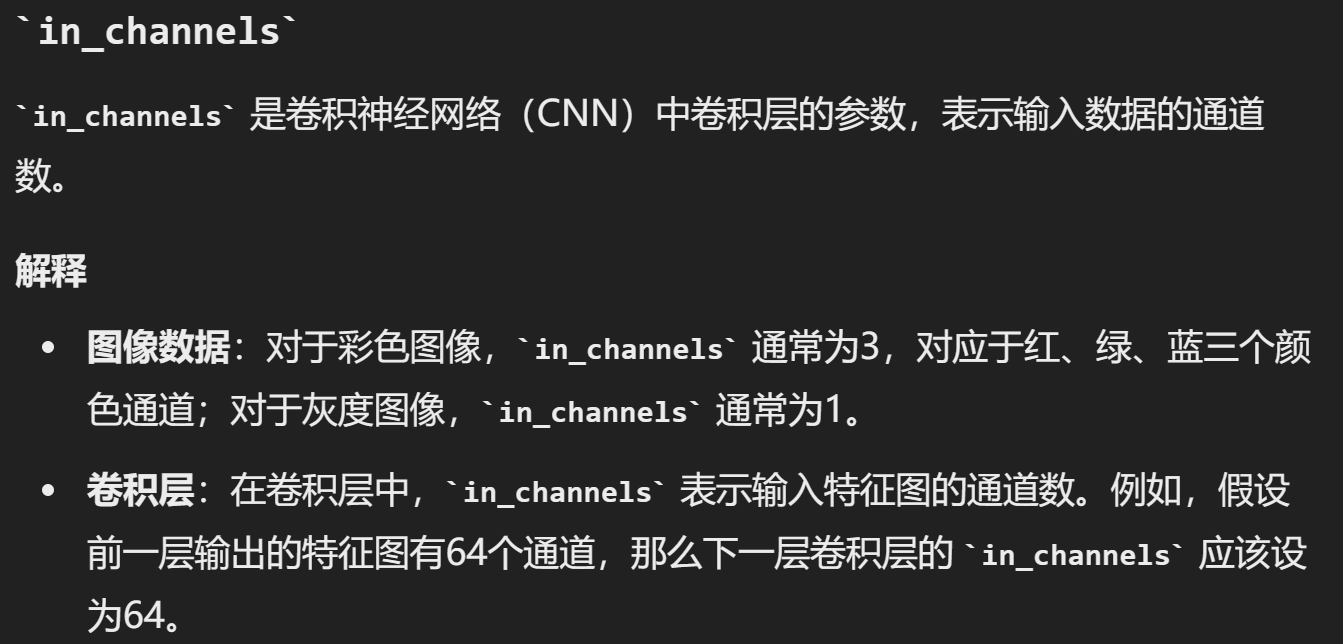 `in_channels`
`in_channels` 是卷积神经网络（CNN）中卷积层的参数，表示输入数据的通道
数。
解释
• 图像数据：对于彩色图像，`in_channels` 通常为3，对应于红、绿、蓝三个颜
色通道；对于灰度图像，`in_channels` 通常为1。
• 卷积层：在卷积层中，`in_channels` 表示输入特征图的通道数。例如，假设
前一层输出的特征图有64个通道，那么下一层卷积层的 `in_channels` 应该设
为64。